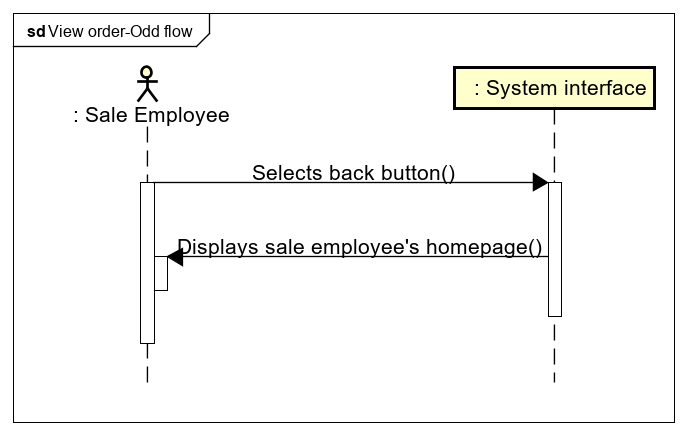 sd View order-Odd flow
: Sale Employee
: System interface
Selects back button()
Displays sale employee's homepage()